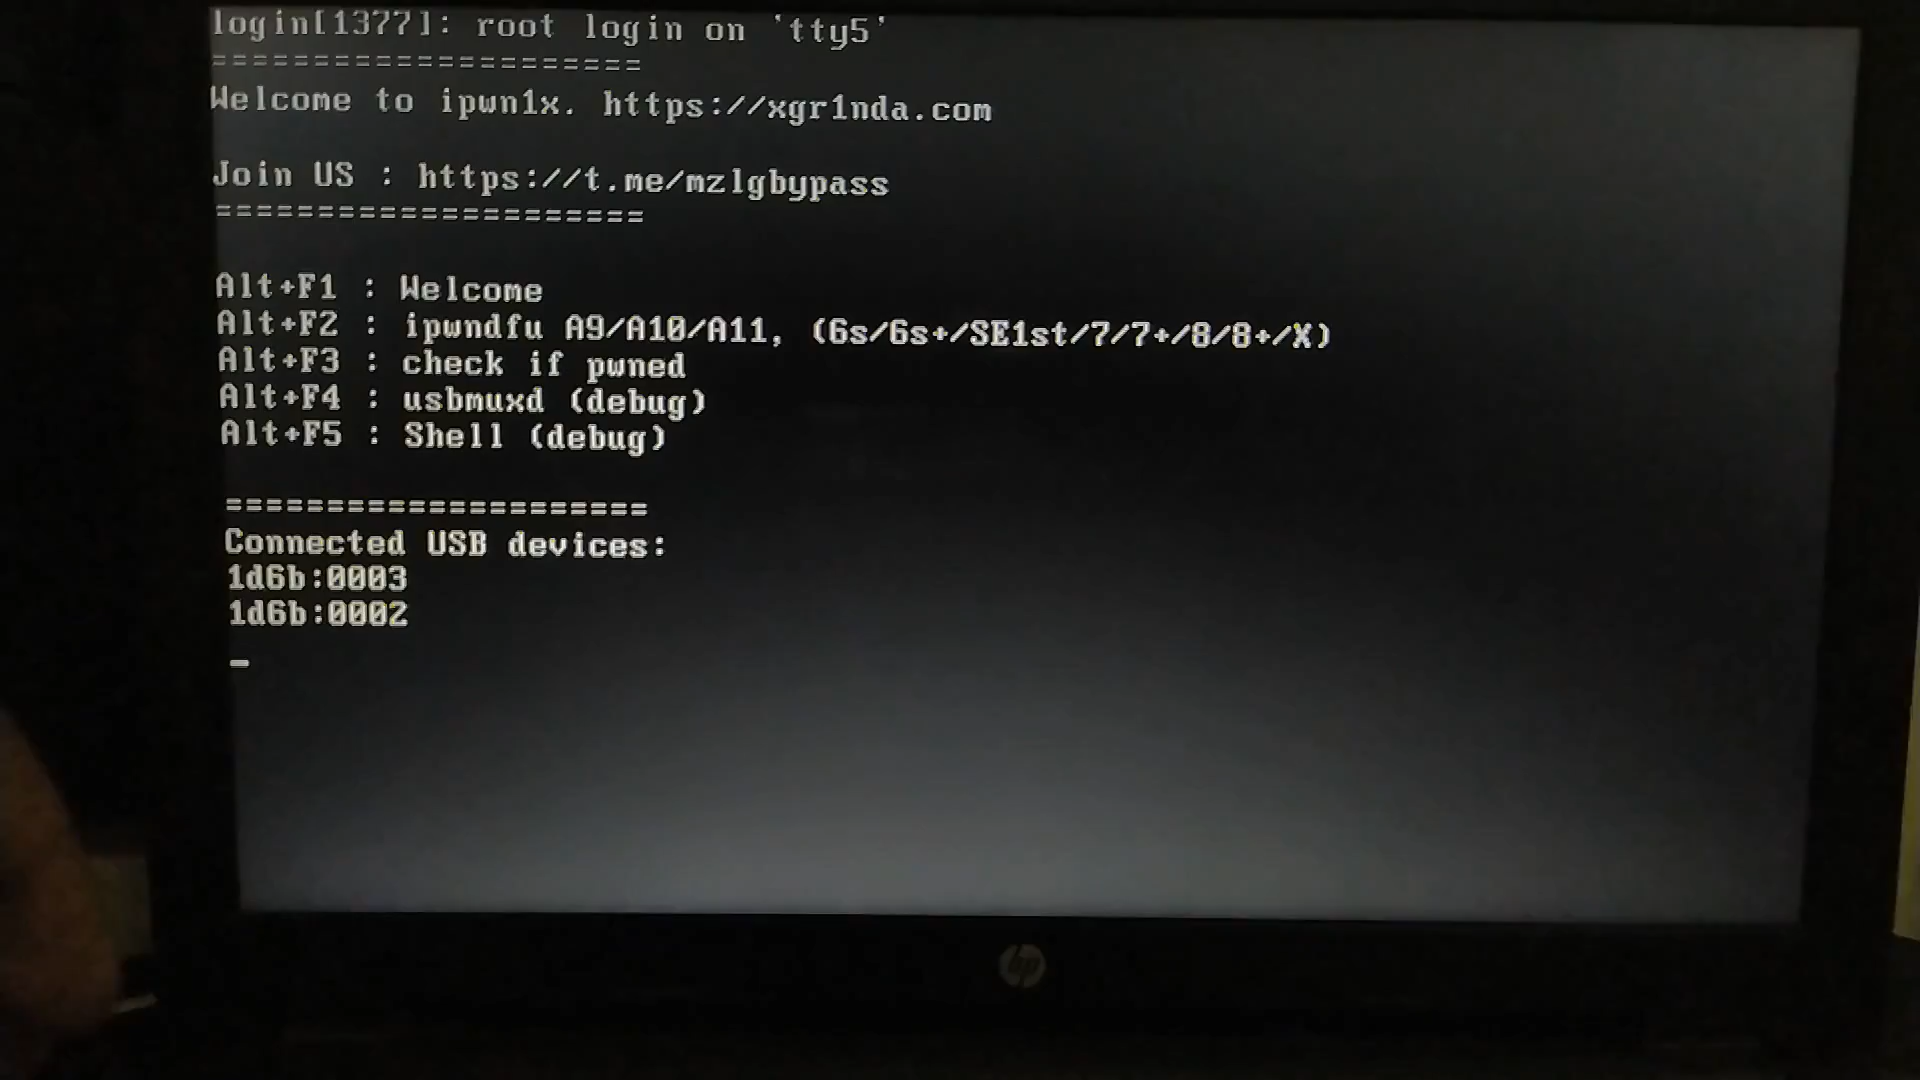 login[1377]: root login on 'tty5'
=====================
Welcome to ipwn1x. https://xgr1nda.com
Join US : https://t.me/mzlgbypass
=====================
Alt+F1 : Welcome
Alt+F2 : ipwndfu A9/A10/A11, (6s/6s+/SE1st/7/7+/8/8+/X)
Alt+F3 : check if pwned
Alt+F4 : usbmuxd (debug)
Alt+F5 : Shell (debug)
=====================
Connected USB devices:
1d6b:0003
1d6b:0002
_
hp